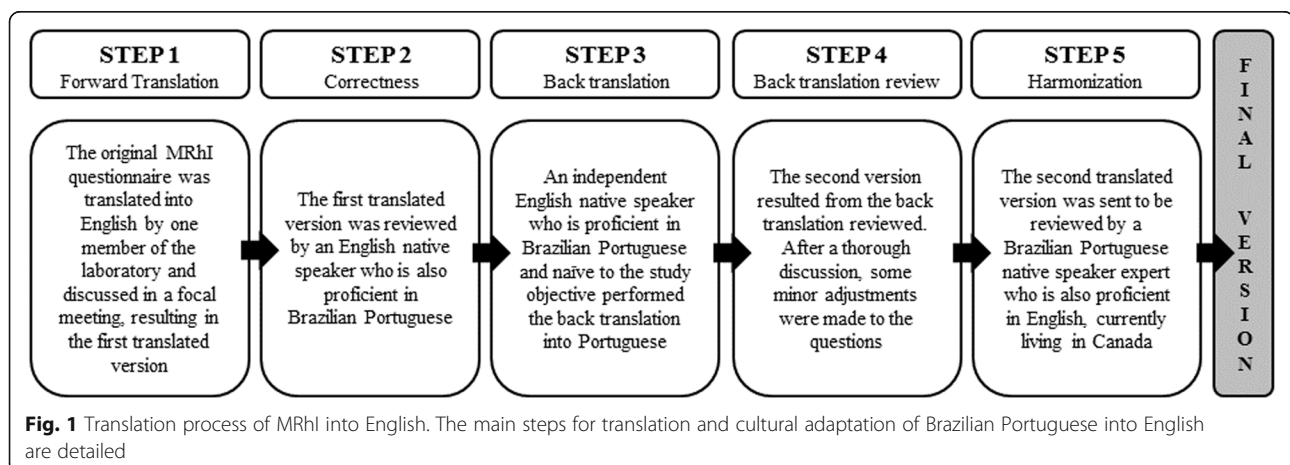 STEP 1
Forward Translation
STEP 2
Correctness
STEP 3
Back translation
STEP 4
Back translation review
STEP 5
Harmonization
The original MRhI
questionnaire was
translated into
English by one
member of the
laboratory and
discussed in a focal
meeting, resulting in
the first translated
version
The first translated
version was reviewed
by an English native
speaker who is also
proficient in
Brazilian Portuguese
An independent
English native speaker
who is proficient in
Brazilian Portuguese
and naïve to the study
objective performed
the back translation
into Portuguese
The second version
resulted from the back
translation reviewed.
After a thorough
discussion, some
minor adjustments
were made to the
questions
The second translated
version was sent to be
reviewed by a
Brazilian Portuguese
native speaker expert
who is also proficient
in English, currently
living in Canada
FINAL VERSION
Fig. 1 Translation process of MRhI into English. The main steps for translation and cultural adaptation of Brazilian Portuguese into English
are detailed